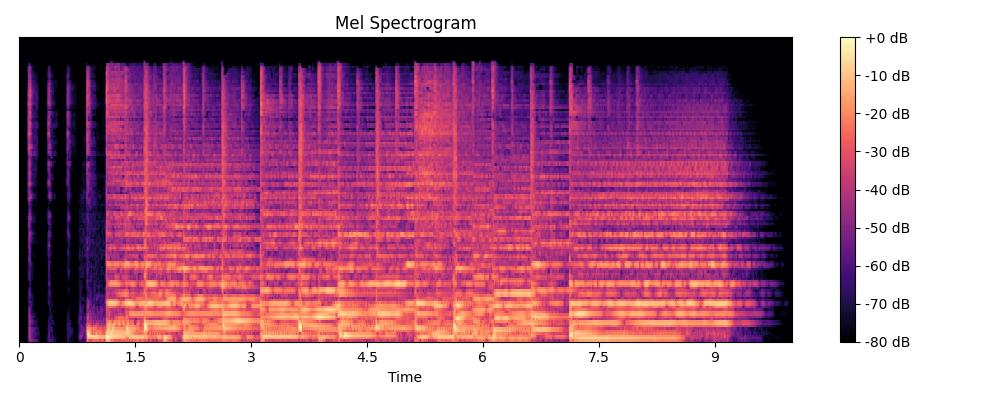 Mel Spectrogram
+0 dB
-10 dB
-20 dB
-30 dB
-40 dB
-50 dB
-60 dB
-70 dB
-80 dB
0 1.5 3 4.5 6 7.5 9
Time